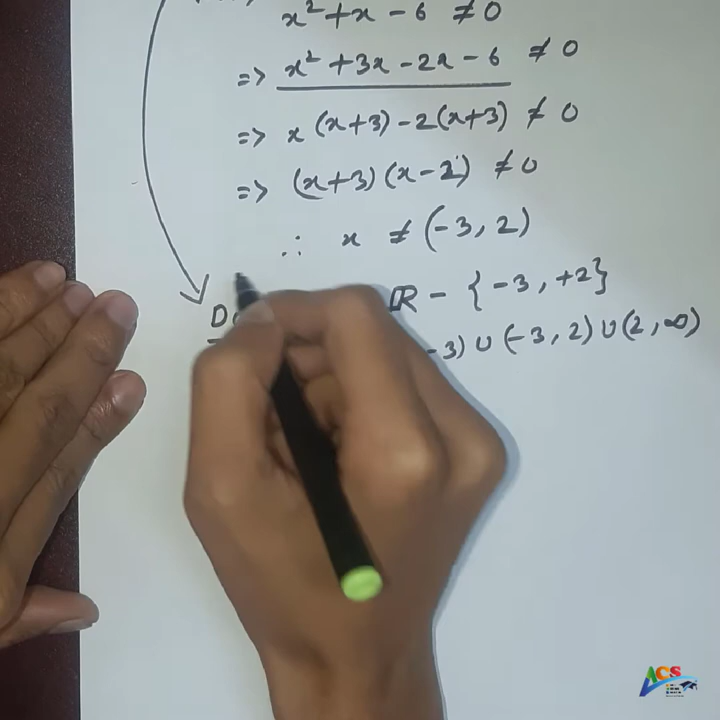 x² + x - 6 ≠ 0
=> x² + 3x - 2x - 6 ≠ 0
=> x (x+3) - 2(x+3) ≠ 0
=> (x+3) (x-2) ≠ 0
∴ x ≠ (-3, 2)
D ℝ - {-3, +2}
-3) ∪ (-3, 2) ∪ (2, ∞)
ACS